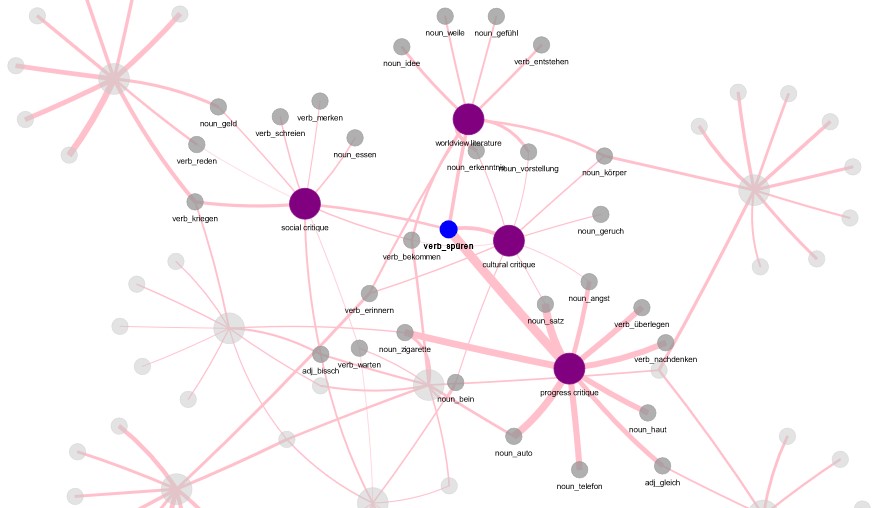 noun_weile
noun_gefühl
noun_idee
verb_entstehen
noun_geld
verb_merken
verb_schreien
worldview literature
noun_essen
verb_reden
noun_erkenntnis
noun_vorstellung
noun_körper
verb_kriegen
social critique
noun_geruch
verb_spüren
verb_bekommen
cultural critique
noun_angst
verb_erinnern
noun_satz
verb_überlegen
noun_zigarette
verb_nachdenken
verb_warten
adj_bissch
progress critique
noun_bein
noun_haut
noun_auto
noun_telefon
adj_gleich